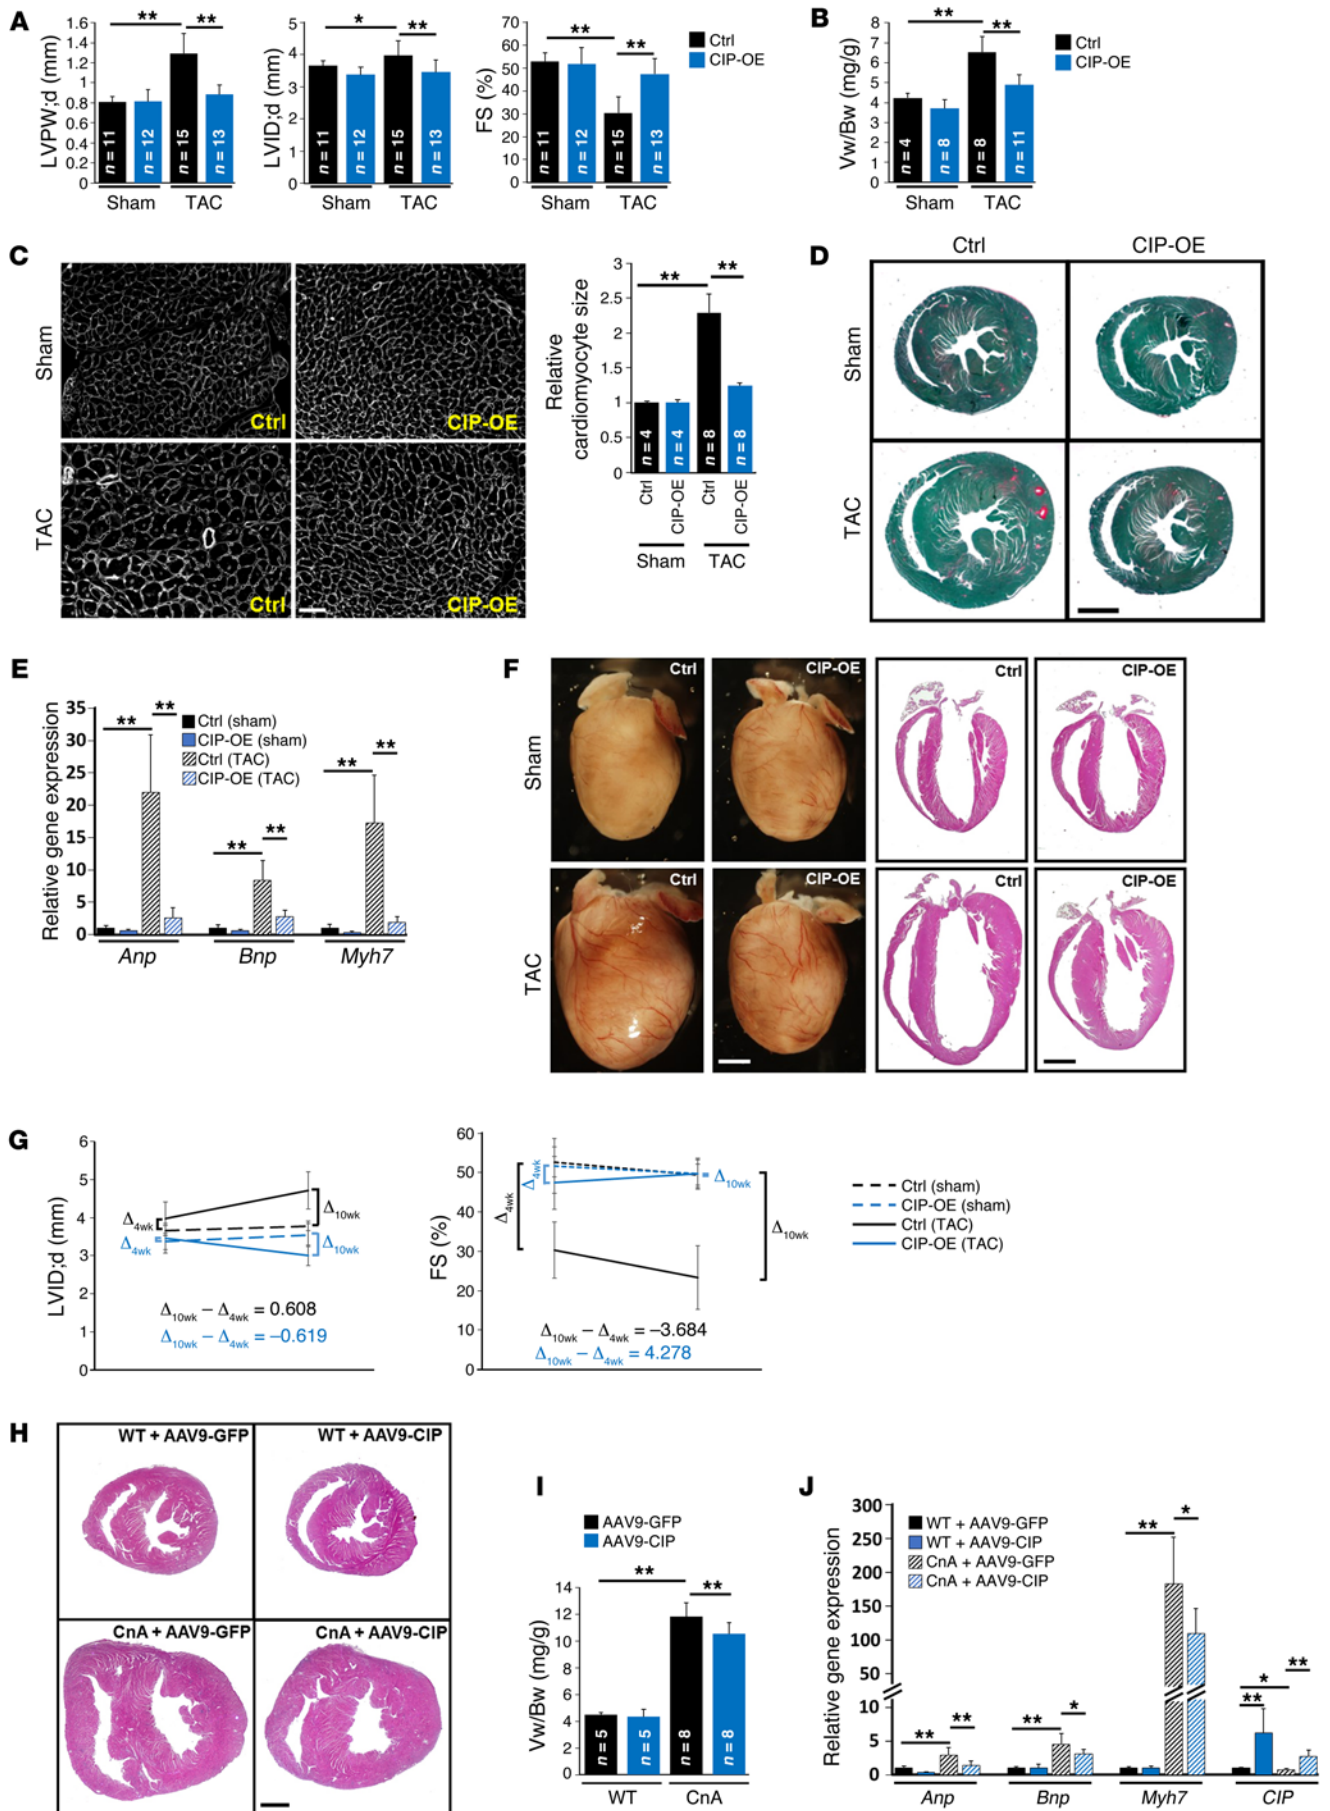 A
LVPW;d (mm)
1.6
1.4
1.2
1
0.8
0.6
0.4
0.2
0
** **
n = 11
n = 12
n = 15
n = 13
Sham TAC
LVID;d (mm)
5
4
3
2
1
0
* **
n = 11
n = 12
n = 15
n = 13
Sham TAC
FS (%)
70
60
50
40
30
20
10
0
** **
n = 11
n = 12
n = 15
n = 13
Sham TAC
Ctrl
CIP-OE
B
Vw/Bw (mg/g)
8
7
6
5
4
3
2
1
0
** **
n = 4
n = 8
n = 8
n = 11
Sham TAC
Ctrl
CIP-OE
C
Sham
Ctrl
CIP-OE
TAC
Ctrl
CIP-OE
Relative
cardiomyocyte size
3
2.5
2
1.5
1
0.5
0
** **
n = 4
n = 4
n = 8
n = 8
Ctrl
CIP-OE
Ctrl
CIP-OE
Sham TAC
D
Ctrl CIP-OE
Sham
TAC
E
Relative gene expression
35
30
25
20
15
10
5
0
** **
** **
** **
Ctrl (sham)
CIP-OE (sham)
Ctrl (TAC)
CIP-OE (TAC)
Anp Bnp Myh7
F
Sham
Ctrl CIP-OE Ctrl CIP-OE
TAC
Ctrl CIP-OE Ctrl CIP-OE
G
LVID;d (mm)
6
5
4
3
2
1
0
Δ4wk
Δ4wk
Δ10wk
Δ10wk
Δ10wk – Δ4wk = 0.608
Δ10wk – Δ4wk = –0.619
FS (%)
60
50
40
30
20
10
0
Δ4wk
Δ4wk
Δ10wk
Δ10wk
Δ10wk – Δ4wk = –3.684
Δ10wk – Δ4wk = 4.278
Ctrl (sham)
CIP-OE (sham)
Ctrl (TAC)
CIP-OE (TAC)
H
WT + AAV9-GFP WT + AAV9-CIP
CnA + AAV9-GFP CnA + AAV9-CIP
I
AAV9-GFP
AAV9-CIP
Vw/Bw (mg/g)
14
12
10
8
6
4
2
0
** **
n = 5
n = 5
n = 8
n = 8
WT CnA
J
Relative gene expression
300
250
200
150
100
50
10
5
0
WT + AAV9-GFP
WT + AAV9-CIP
CnA + AAV9-GFP
CnA + AAV9-CIP
** **
** *
** *
** * **
Anp Bnp Myh7 CIP